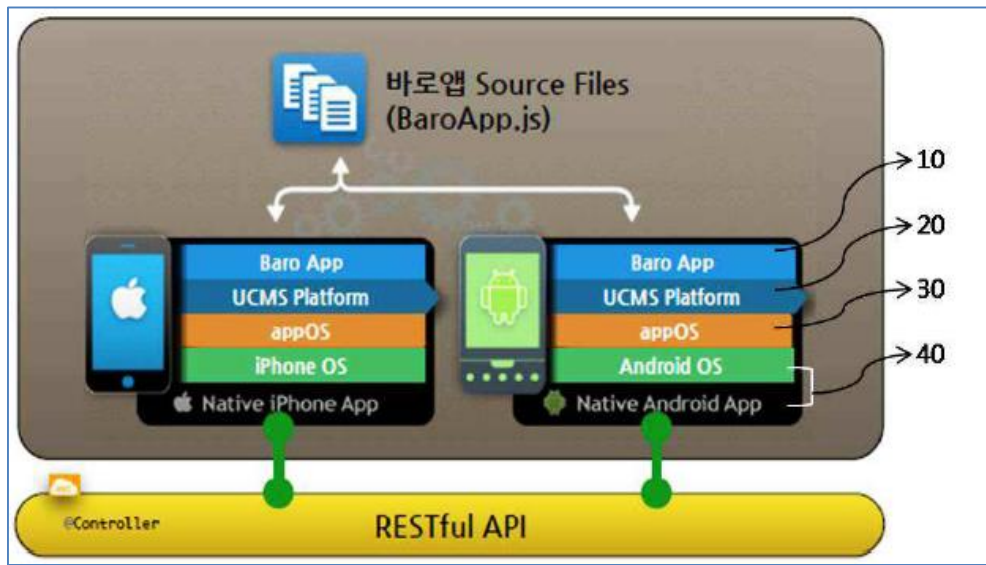 바로앱 Source Files
(BaroApp.js)
10
20
30
40
Baro App
UCMS Platform
appOS
iPhone OS
Native iPhone App
Baro App
UCMS Platform
appOS
Android OS
Native Android App
@Controller
RESTful API